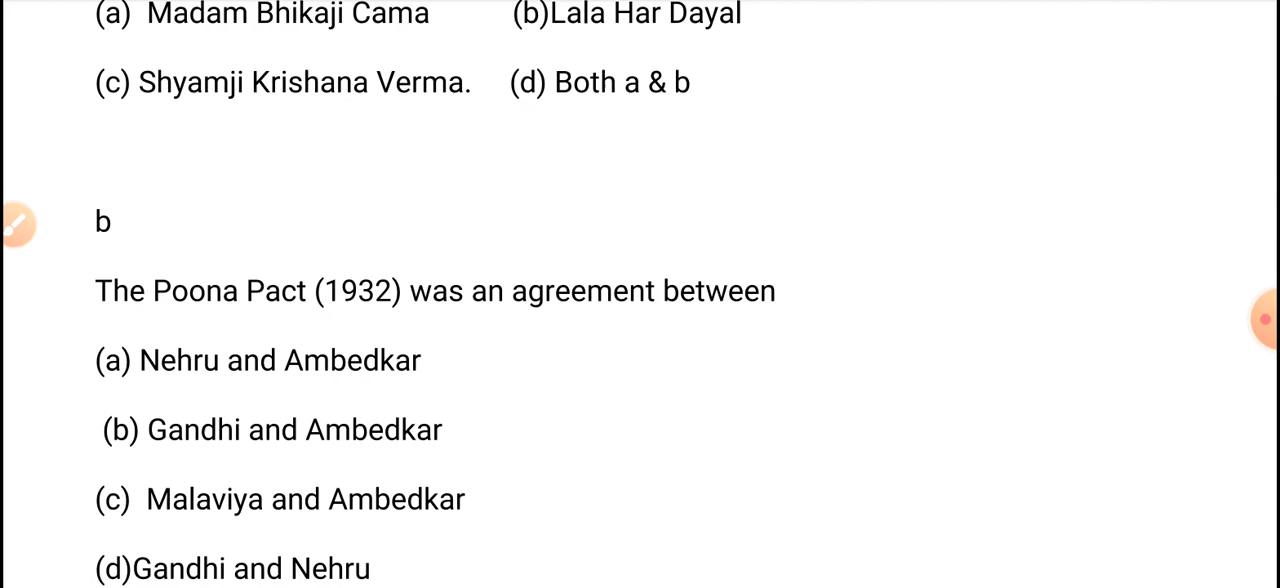 (a) Madam Bhikaji Cama (b)Lala Har Dayal
(c) Shyamji Krishana Verma. (d) Both a & b
b
The Poona Pact (1932) was an agreement between
(a) Nehru and Ambedkar
(b) Gandhi and Ambedkar
(c) Malaviya and Ambedkar
(d)Gandhi and Nehru